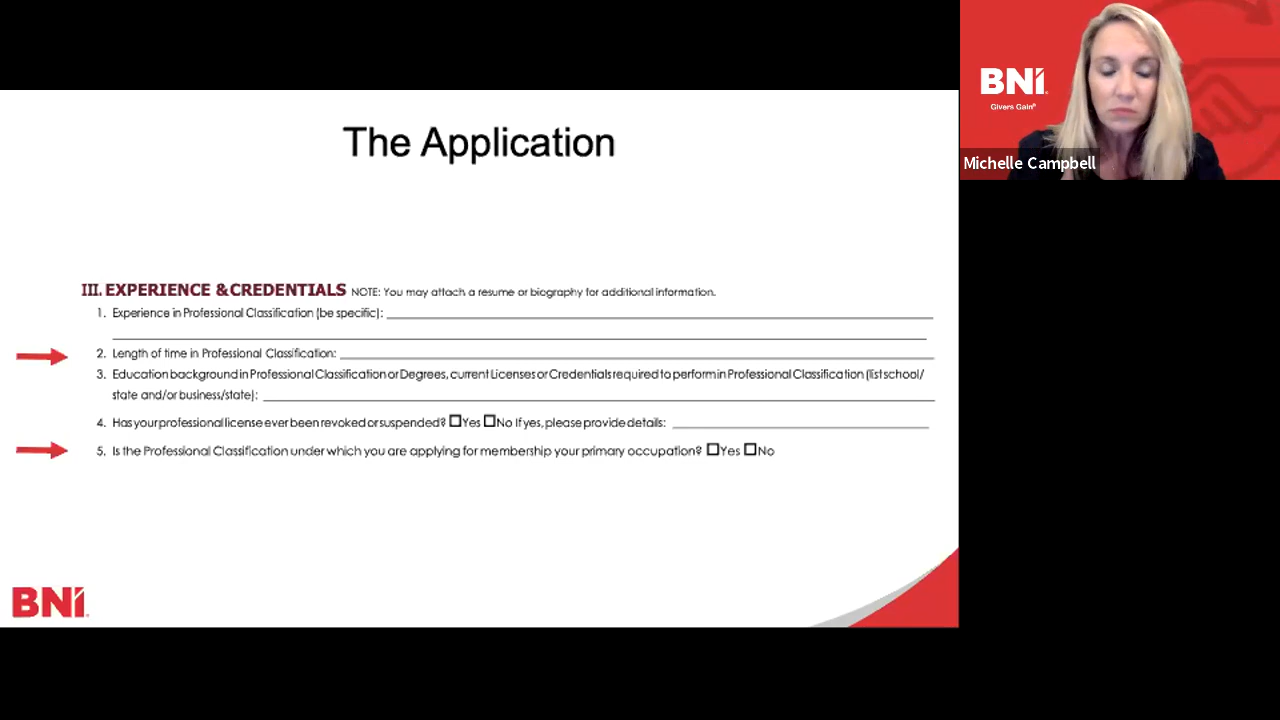 The Application
III. EXPERIENCE & CREDENTIALS NOTE: You may attach a resume or biography for additional information.
1. Experience in Professional Classification (be specific):
2. Length of time in Professional Classification:
3. Education background in Professional Classification or Degrees, current Licenses or Credentials required to perform in Professional Classification (list school/
state and/or business/state):
4. Has your professional license ever been revoked or suspended? ☐Yes ☐No If yes, please provide details:
5. Is the Professional Classification under which you are applying for membership your primary occupation? ☐Yes ☐No
BNI
BNI
Givers Gain®
Michelle Campbell